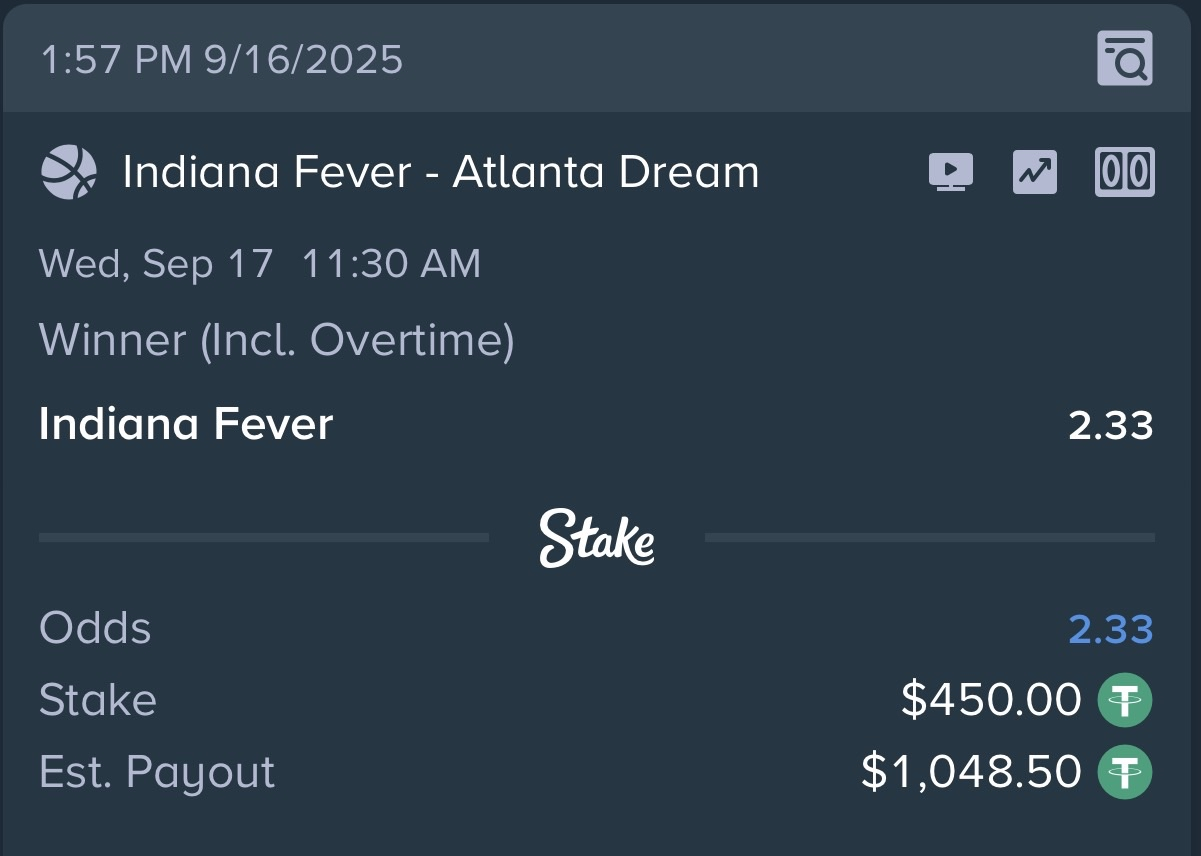 1:57 PM 9/16/2025
Indiana Fever - Atlanta Dream
Wed, Sep 17 11:30 AM
Winner (Incl. Overtime)
Indiana Fever 2.33
Stake
Odds 2.33
Stake $450.00
Est. Payout $1,048.50